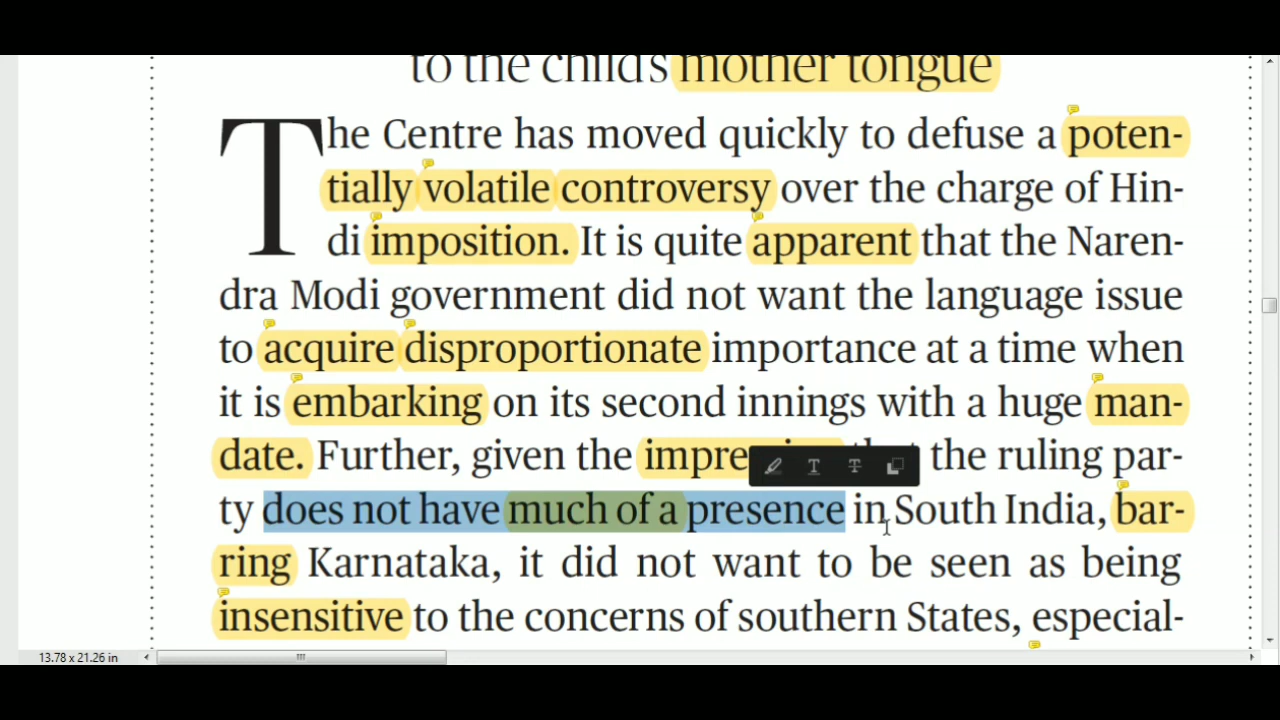 to the child's mother tongue
The Centre has moved quickly to defuse a poten-
tially volatile controversy over the charge of Hin-
di imposition. It is quite apparent that the Naren-
dra Modi government did not want the language issue
to acquire disproportionate importance at a time when
it is embarking on its second innings with a huge man-
date. Further, given the the ruling par-
ty does not have much of a presence in South India, bar-
ring Karnataka, it did not want to be seen as being
insensitive to the concerns of southern States, especial-
13.78 x 21.26 in